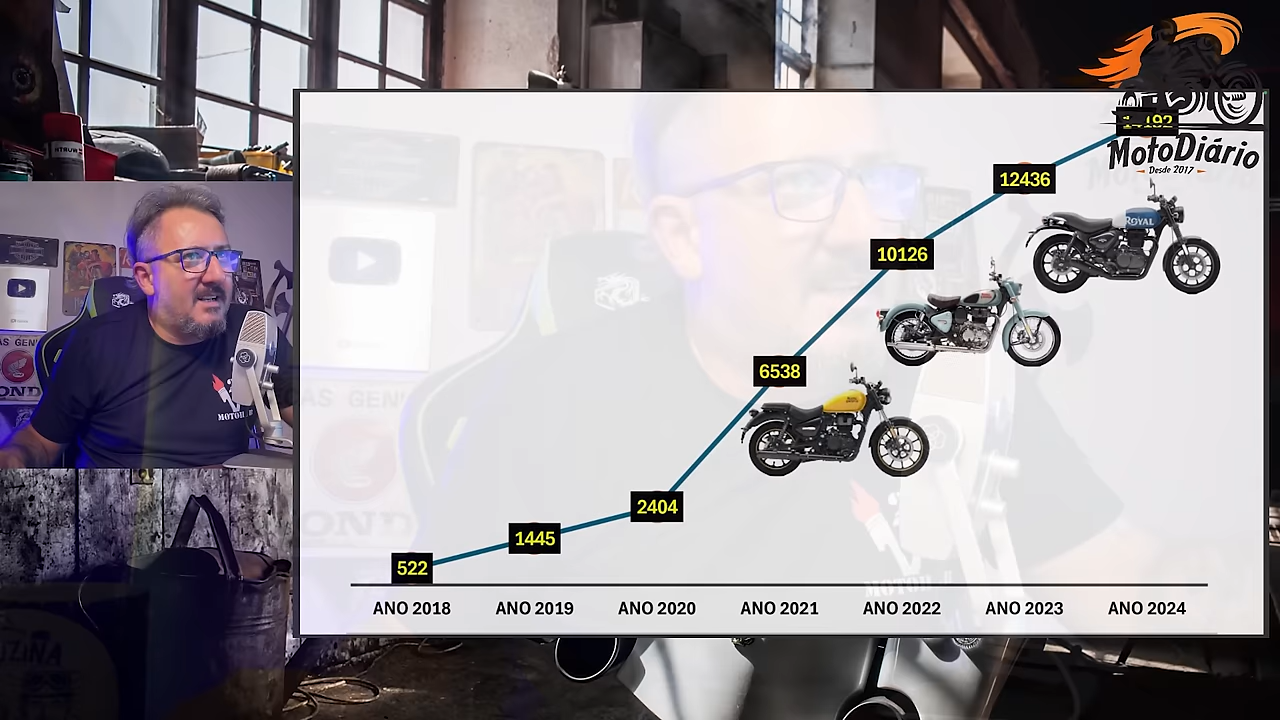 MotoDiário
Desde 2017
12436
ROYAL
10126
6538
2404
1445
522
ANO 2018
ANO 2019
ANO 2020
ANO 2021
ANO 2022
ANO 2023
ANO 2024